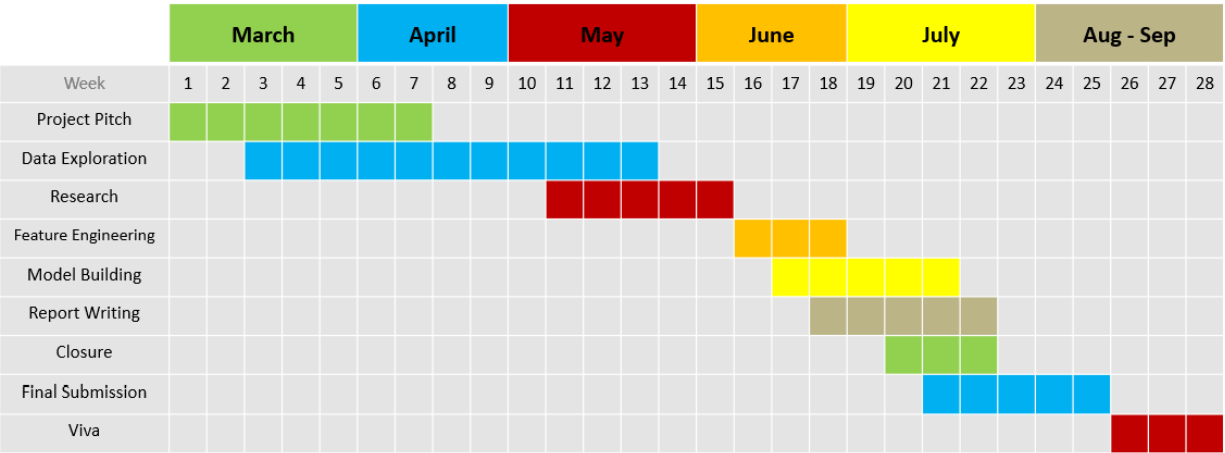 March April May June July Aug - Sep
Week 1 2 3 4 5 6 7 8 9 10 11 12 13 14 15 16 17 18 19 20 21 22 23 24 25 26 27 28
Project Pitch
Data Exploration
Research
Feature Engineering
Model Building
Report Writing
Closure
Final Submission
Viva